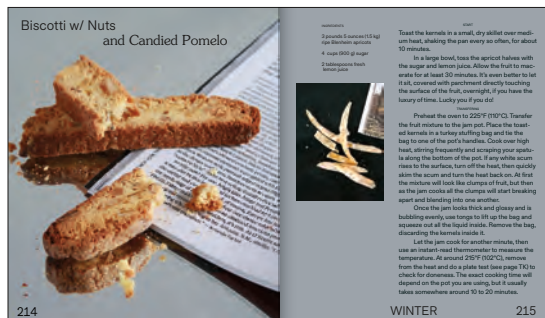 Biscotti w/ Nuts
and Candied Pomelo
214
INGREDIENTS
3 pounds 5 ounces (1.5 kg)
ripe Blenheim apricots
4 cups (900 g) sugar
2 tablespoons fresh
lemon juice
START
Toast the kernels in a small, dry skillet over medi-
um heat, shaking the pan every so often, for about
10 minutes.
In a large bowl, toss the apricot halves with
the sugar and lemon juice. Allow the fruit to mac-
erate for at least 30 minutes. It's even better to let
it sit, covered with parchment directly touching
the surface of the fruit, overnight, if you have the
luxury of time. Lucky you if you do!
Preheat the oven to 225°F (110°C). Transfer
the fruit mixture to the jam pot. Place the toast-
ed kernels in a turkey stuffing bag and tie the
bag to one of the pot's handles. Cook over high
heat, stirring frequently and scraping your spatu-
la along the bottom of the pot. If any white scum
rises to the surface, turn off the heat, then quickly
skim the scum and turn the heat back on. At first
the mixture will look like clumps of fruit, but then
as the jam cooks all the clumps will start breaking
apart and blending into one another.
Once the jam looks thick and glossy and is
bubbling evenly, use tongs to lift up the bag and
squeeze out all the liquid inside. Remove the bag,
discarding the kernels inside it.
Let the jam cook for another minute, then
use an instant-read thermometer to measure the
temperature. At around 215°F (102°C), remove
from the heat and do a plate test (see page TK) to
check for doneness. The exact cooking time will
depend on the pot you are using, but it usually
takes somewhere around 10 to 20 minutes.
WINTER
215